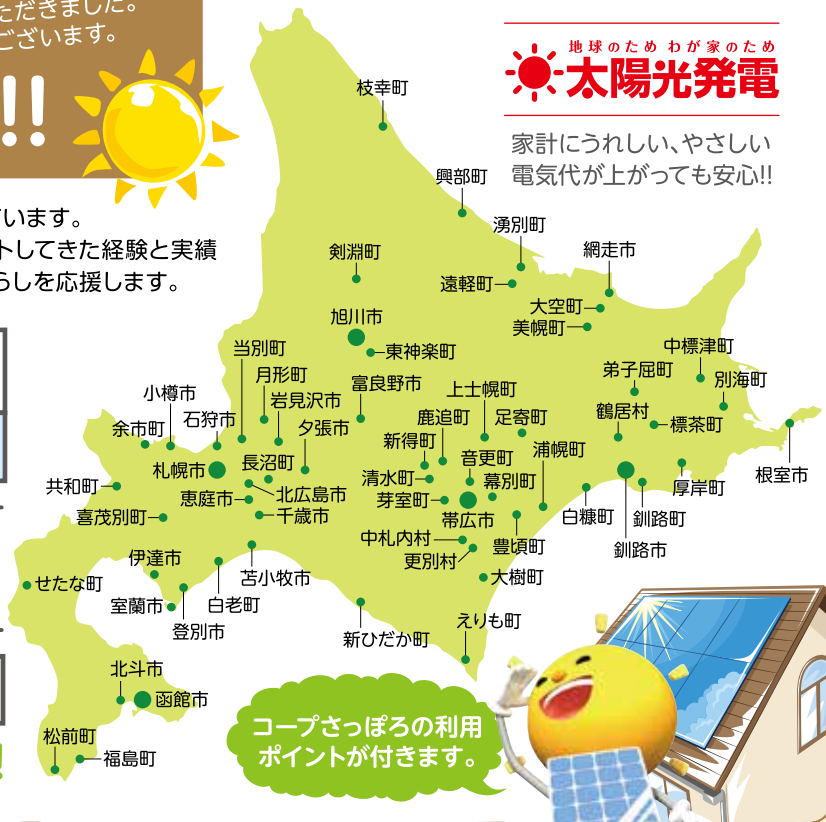 ただきました。
ございます。
!!
地球のため わが家のため
太陽光発電
家計にうれしい、やさしい
電気代が上がっても安心!!
います。
トしてきた経験と実績
らしを応援します。
枝幸町
興部町
湧別町
網走市
剣淵町
遠軽町
大空町
旭川市
美幌町
当別町
東神楽町
中標津町
月形町
富良野市
弟子屈町
別海町
小樽市
岩見沢市
上士幌町
石狩市
鹿追町
足寄町
鶴居村
標茶町
余市町
夕張市
新得町
浦幌町
札幌市
長沼町
音更町
清水町
幕別町
根室市
共和町
恵庭市
北広島市
芽室町
厚岸町
喜茂別町
千歳市
帯広市
白糠町
釧路町
中札内村
豊頃町
釧路市
伊達市
更別村
せたな町
苫小牧市
大樹町
室蘭市
白老町
登別市
新ひだか町
えりも町
北斗市
函館市
松前町
福島町
コープさっぽろの利用
ポイントが付きます。